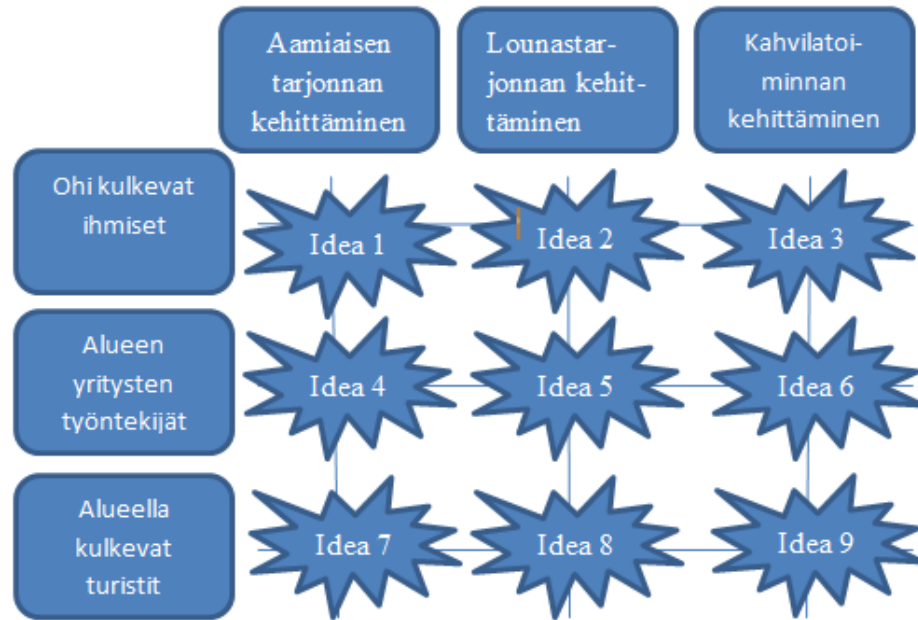 Aamiaisen
tarjonnan
kehittäminen
Lounastar-
jonnan kehit-
täminen
Kahvilatoi-
minnan
kehittäminen
Ohi kulkevat
ihmiset
Idea 1
Idea 2
Idea 3
Alueen
yritysten
työntekijät
Idea 4
Idea 5
Idea 6
Alueella
kulkevat
turistit
Idea 7
Idea 8
Idea 9